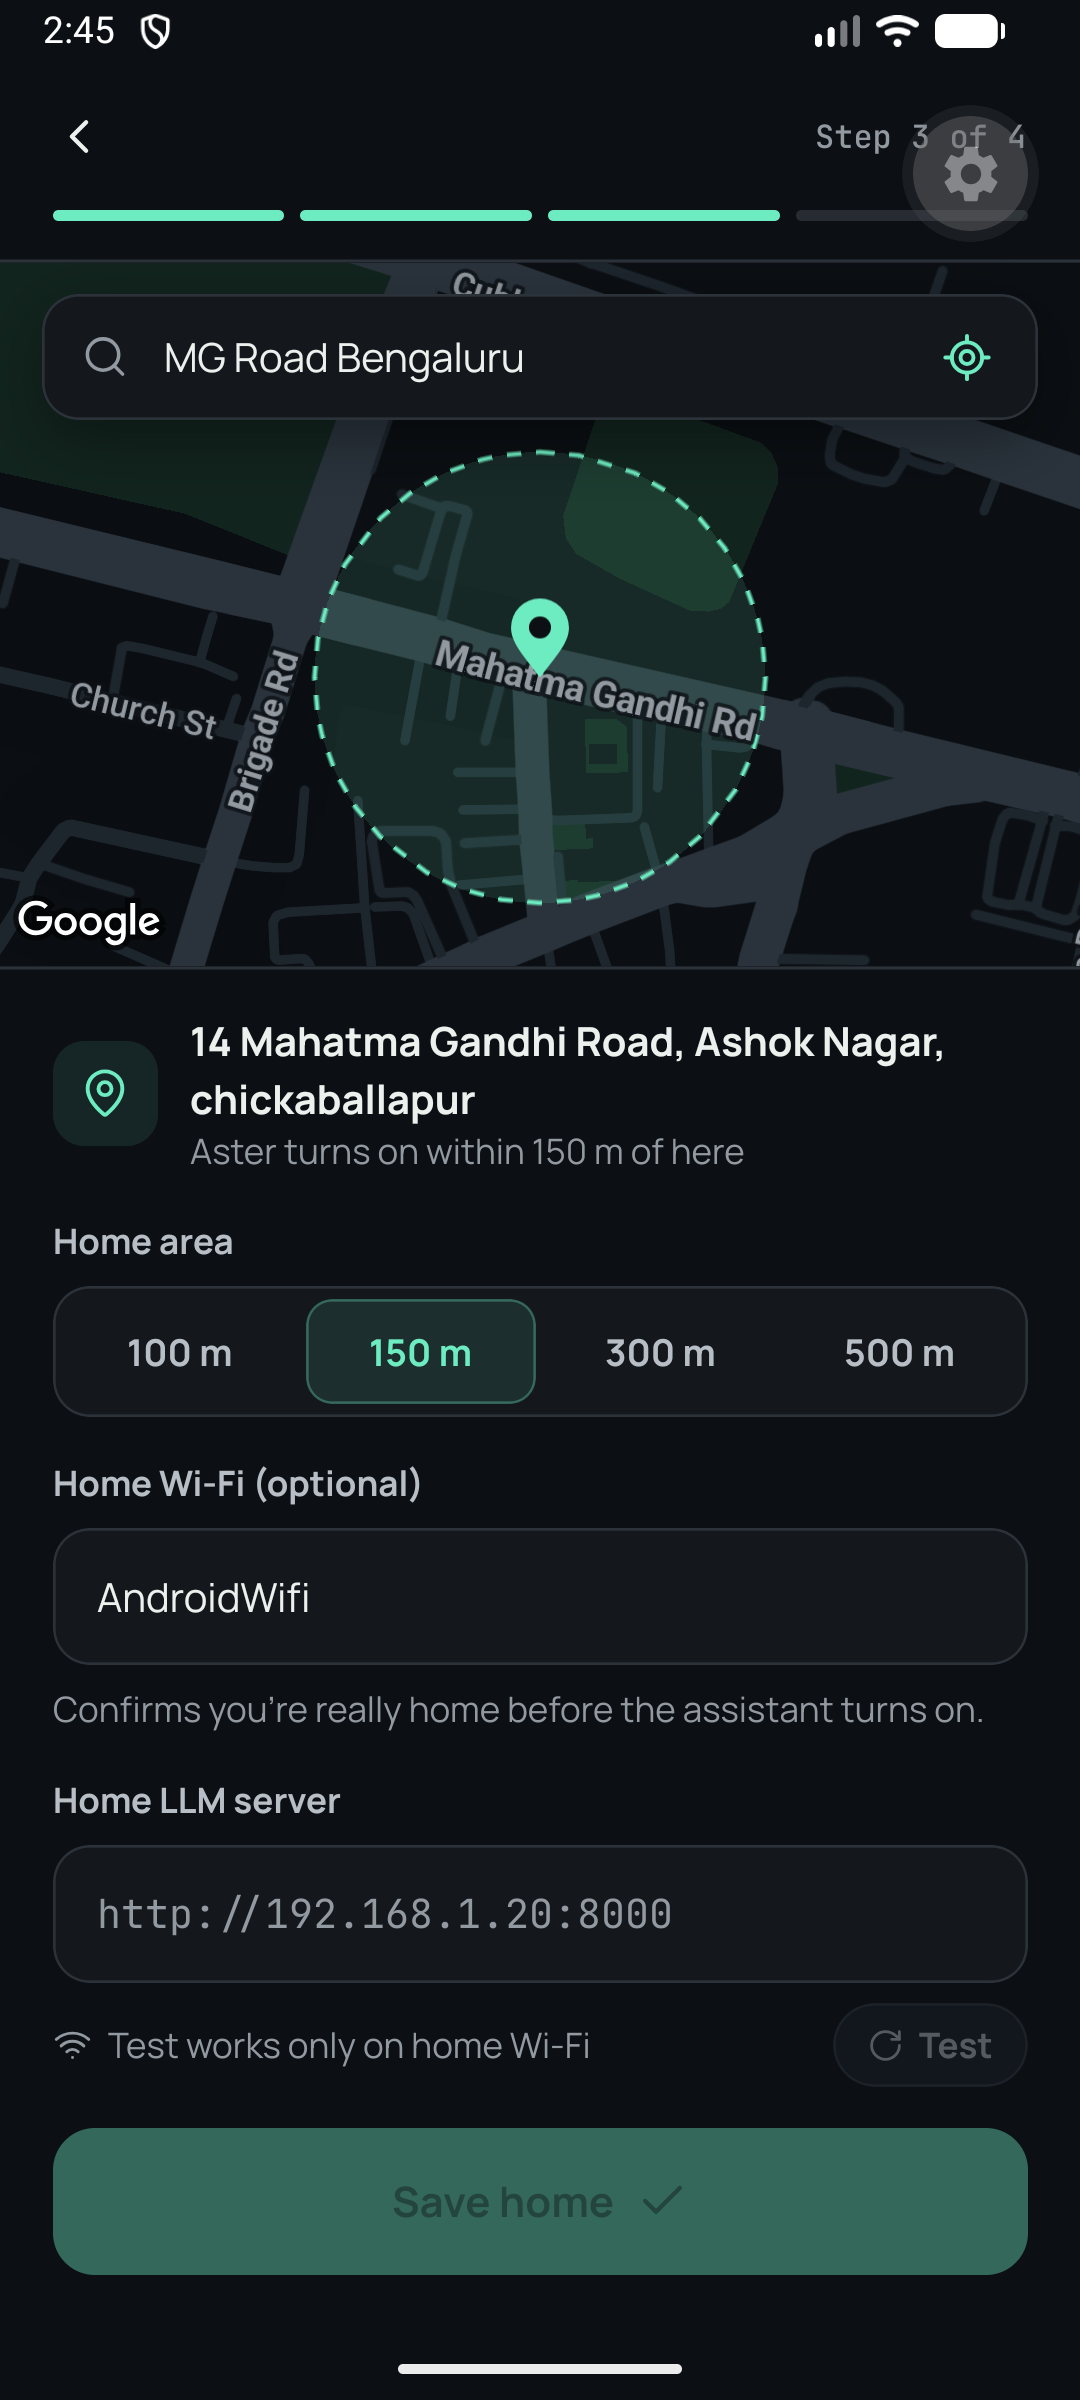 2:45
Step 3 of 4
MG Road Bengaluru
Mahatma Gandhi Rd
Church St
Brigade Rd
Google
14 Mahatma Gandhi Road, Ashok Nagar,
chickaballapur
Aster turns on within 150 m of here
Home area
100 m
150 m
300 m
500 m
Home Wi-Fi (optional)
AndroidWifi
Confirms you're really home before the assistant turns on.
Home LLM server
http://192.168.1.20:8000
Test works only on home Wi-Fi
Test
Save home